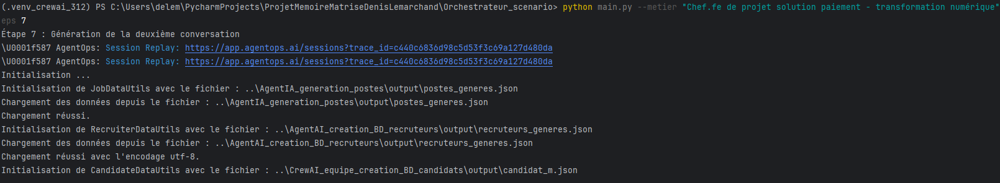 (.venv_crewai_312) PS C:\Users\delem\PycharmProjects\ProjetMemoireMatriseDenisLemarchand\Orchestrateur_scenario> python main.py --metier "Chef.fe de projet solution paiement - transformation numérique"
eps 7
Étape 7 : Génération de la deuxième conversation
\U0001f587 AgentOps: Session Replay: https://app.agentops.ai/sessions?trace_id=c440c6836d98c5d53f3c69a127d480da
\U0001f587 AgentOps: Session Replay: https://app.agentops.ai/sessions?trace_id=c440c6836d98c5d53f3c69a127d480da
Initialisation ...
Initialisation de JobDataUtils avec le fichier : ..\AgentIA_generation_postes\output\postes_generes.json
Chargement des données depuis le fichier : ..\AgentIA_generation_postes\output\postes_generes.json
Chargement réussi.
Initialisation de RecruiterDataUtils avec le fichier : ..\AgentAI_creation_BD_recruteurs\output\recruteurs_generes.json
Chargement des données depuis le fichier : ..\AgentAI_creation_BD_recruteurs\output\recruteurs_generes.json
Chargement réussi avec l'encodage utf-8.
Initialisation de CandidateDataUtils avec le fichier : ..\CrewAI_equipe_creation_BD_candidats\output\candidat_m.json